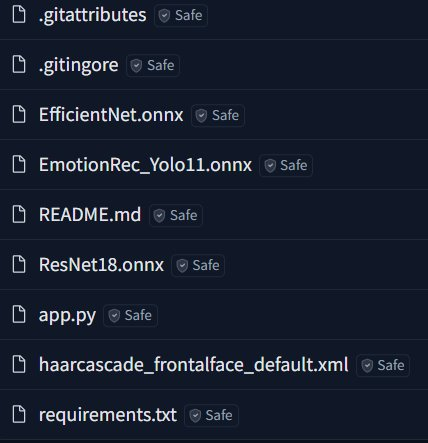 .gitattributes Safe
.gitingore Safe
EfficientNet.onnx Safe
EmotionRec_Yolo11.onnx Safe
README.md Safe
ResNet18.onnx Safe
app.py Safe
haarcascade_frontalface_default.xml Safe
requirements.txt Safe